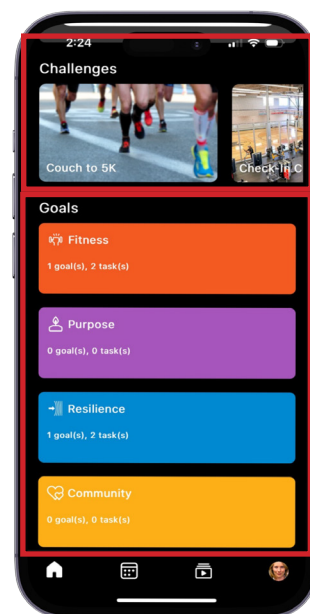 2:24
Challenges
Couch to 5K
Check-In C
Goals
Fitness
1 goal(s), 2 task(s)
Purpose
0 goal(s), 0 task(s)
Resilience
1 goal(s), 2 task(s)
Community
0 goal(s), 0 task(s)